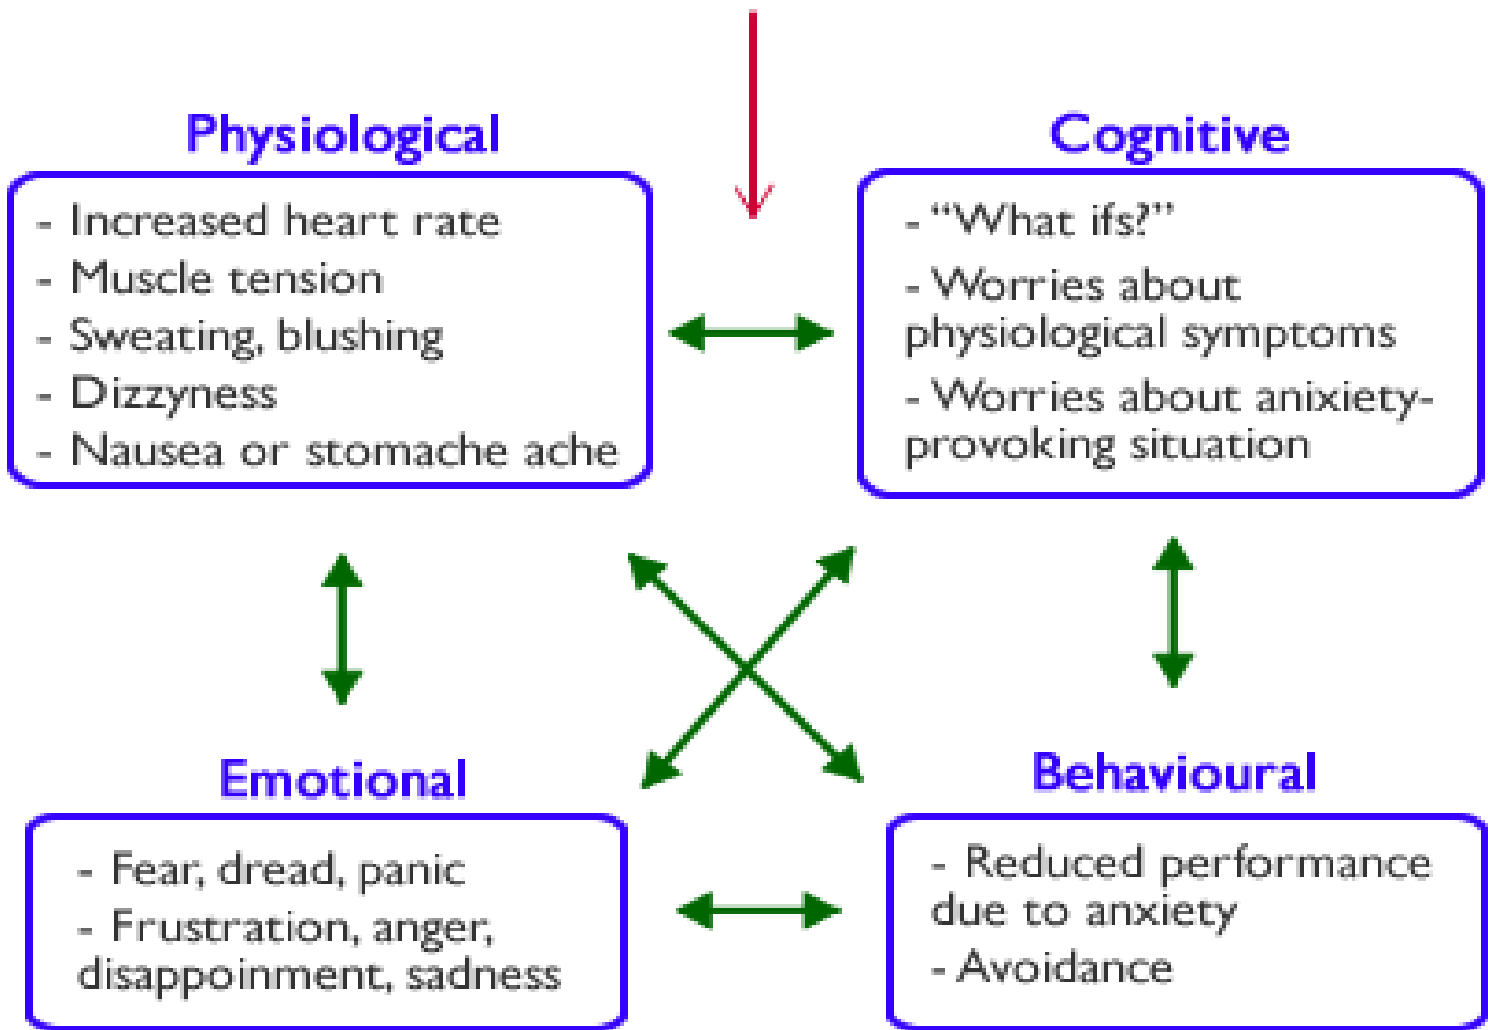 Physiological
- Increased heart rate
- Muscle tension
- Sweating, blushing
- Dizzyness
- Nausea or stomache ache
Cognitive
- “What ifs?”
- Worries about
physiological symptoms
- Worries about anixiety-
provoking situation
Emotional
- Fear, dread, panic
- Frustration, anger,
disappoinment, sadness
Behavioural
- Reduced performance
due to anxiety
- Avoidance